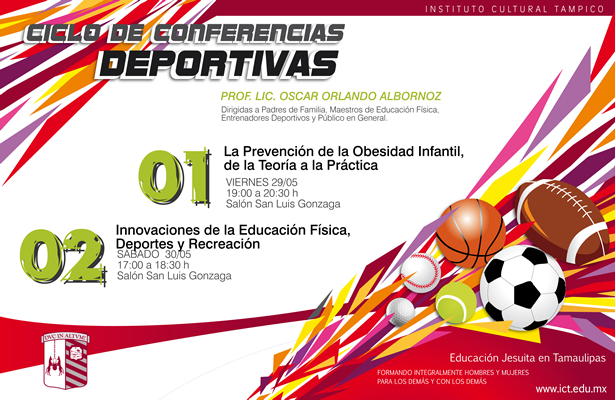 INSTITUTO CULTURAL TAMPICO
CICLO DE CONFERENCIAS
DEPORTIVAS
PROF. LIC. OSCAR ORLANDO ALBORNOZ
Dirigidas a Padres de Familia, Maestros de Educación Física,
Entrenadores Deportivos y Público en General.
01
La Prevención de la Obesidad Infantil,
de la Teoría a la Práctica
VIERNES 29/05
19:00 a 20:30 h
Salón San Luis Gonzaga
02
Innovaciones de la Educación Física,
Deportes y Recreación
SABADO 30/05
17:00 a 18:30 h
Salón San Luis Gonzaga
DVC IN ALTVM
Educación Jesuita en Tamaulipas
FORMANDO INTEGRALMENTE HOMBRES Y MUJERES
PARA LOS DEMÁS Y CON LOS DEMÁS
www.ict.edu.mx